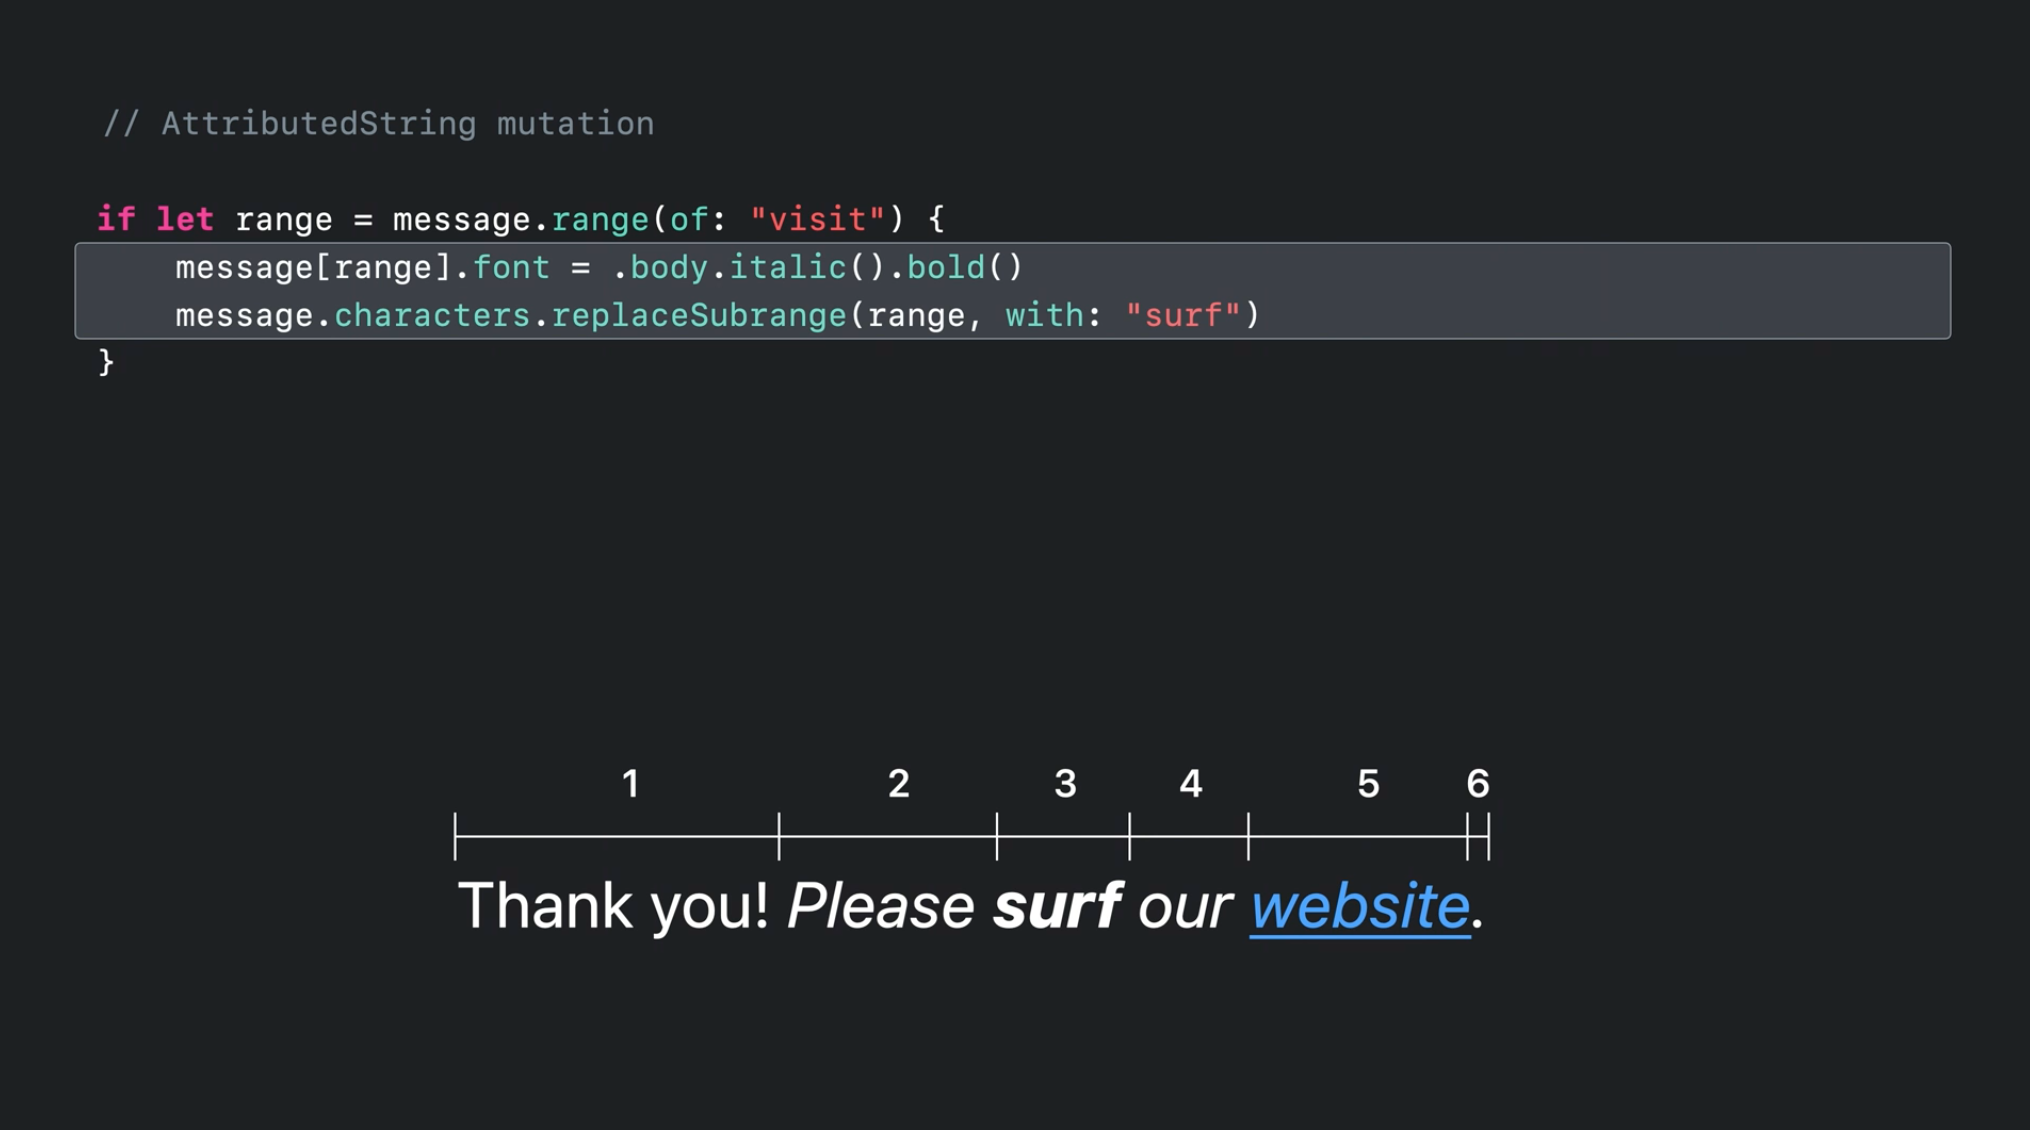 // AttributedString mutation
if let range = message.range(of: "visit") {
    message[range].font = .body.italic().bold()
    message.characters.replaceSubrange(range, with: "surf")
}
1 2 3 4 5 6
Thank you! Please surf our website.